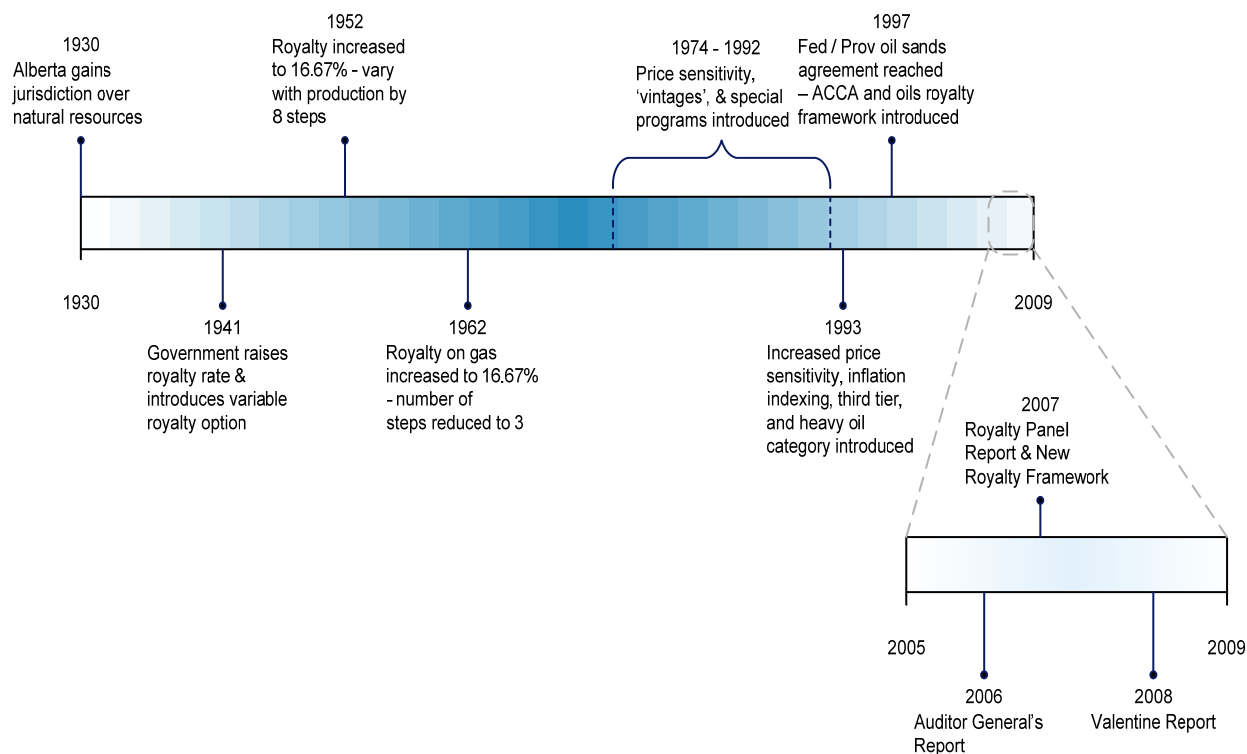 1930
Alberta gains
jurisdiction over
natural resources
1952
Royalty increased
to 16.67% - vary
with production by
8 steps
1974 - 1992
Price sensitivity,
'vintages', & special
programs introduced
1997
Fed / Prov oil sands
agreement reached
– ACCA and oils royalty
framework introduced
1930
2009
1941
Government raises
royalty rate &
introduces variable
royalty option
1962
Royalty on gas
increased to 16.67%
- number of
steps reduced to 3
1993
Increased price
sensitivity, inflation
indexing, third tier,
and heavy oil
category introduced
2007
Royalty Panel
Report & New
Royalty Framework
2005
2009
2006
Auditor General's
Report
2008
Valentine Report